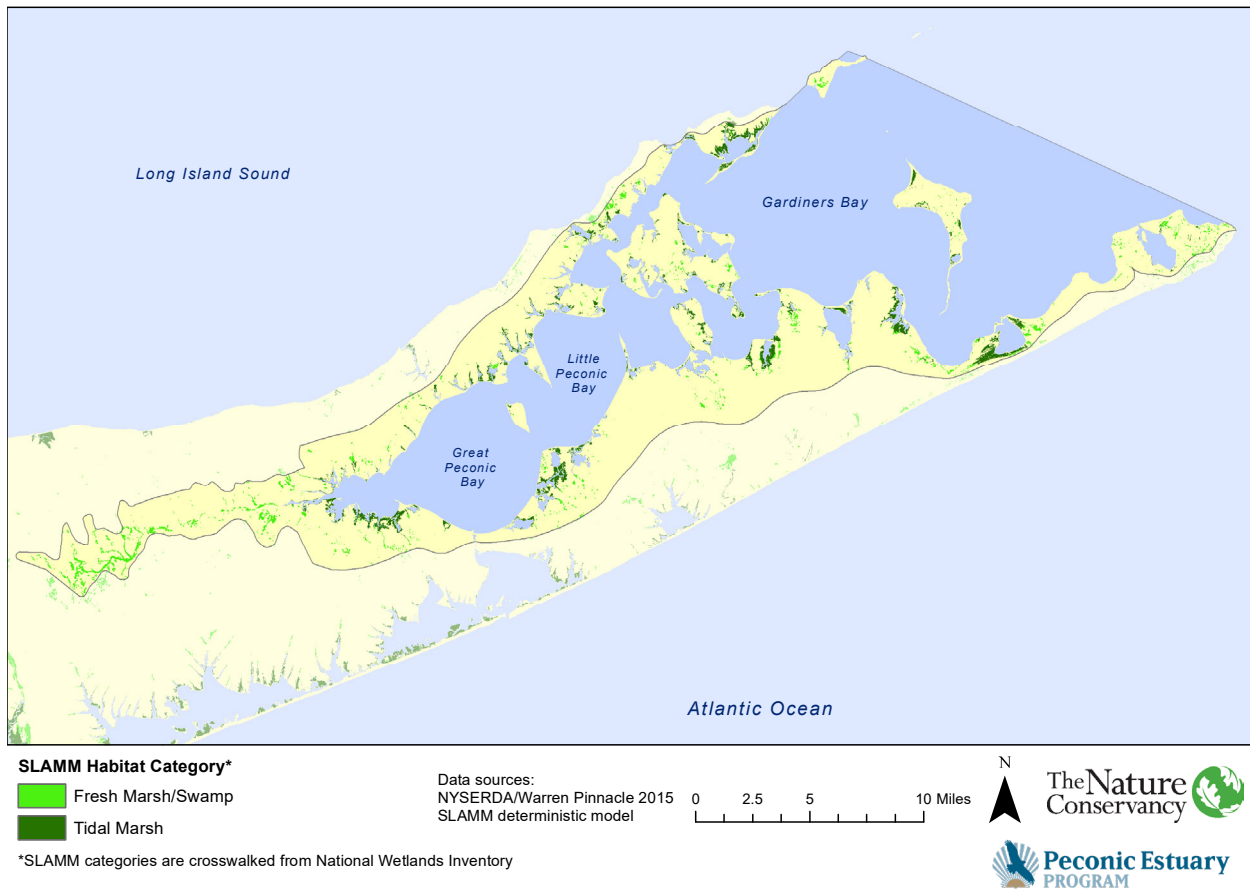 Long Island Sound
Gardiners Bay
Little
Peconic
Bay
Great
Peconic
Bay
Atlantic Ocean
SLAMM Habitat Category*
Fresh Marsh/Swamp
Tidal Marsh
*SLAMM categories are crosswalked from National Wetlands Inventory
Data sources:
NYSERDA/Warren Pinnacle 2015
SLAMM deterministic model
0 2.5 5 10 Miles
N
The Nature
Conservancy
Peconic Estuary
PROGRAM